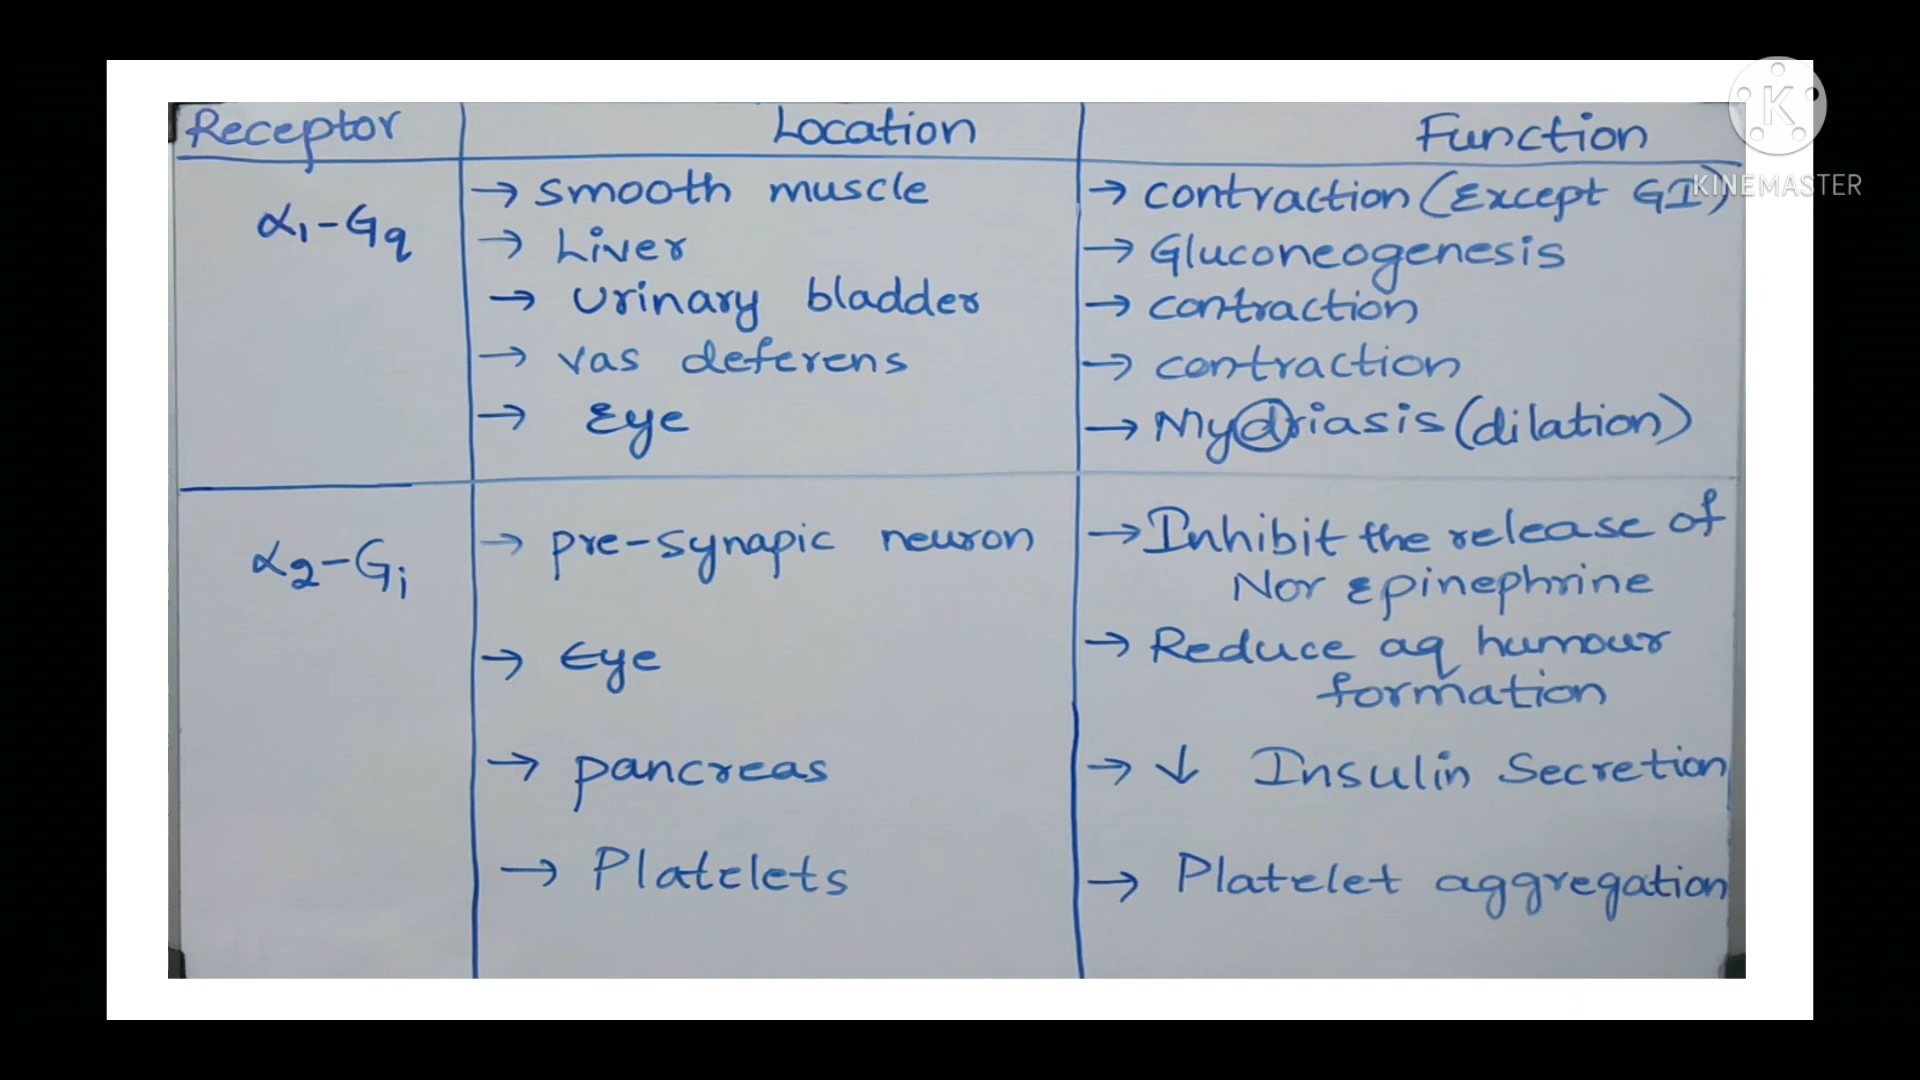 Receptor Location Function
α1-Gq → smooth muscle → contraction (Except GI)
→ Liver → Gluconeogenesis
→ urinary bladder → contraction
→ vas deferens → contraction
→ Eye → Mydriasis (dilation)
α2-Gi → pre-synapic neuron → Inhibit the release of
Nor Epinephrine
→ Eye → Reduce aq humour
formation
→ pancreas → ↓ Insulin Secretion
→ Platelets → Platelet aggregation
K
KINEMASTER